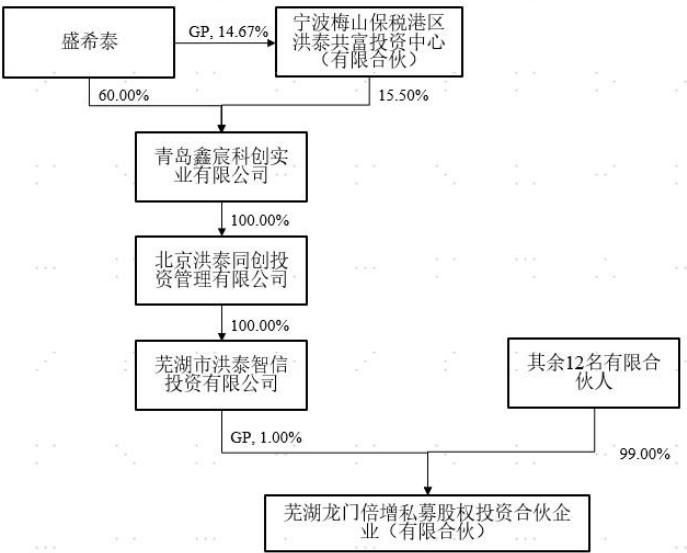 盛希泰
GP, 14.67%
宁波梅山保税港区
洪泰共富投资中心
（有限合伙）
60.00%
15.50%
青岛鑫宸科创实
业有限公司
100.00%
北京洪泰同创投
资管理有限公司
100.00%
芜湖市洪泰智信
投资有限公司
其余12名有限合
伙人
GP, 1.00%
99.00%
芜湖龙门倍增私募股权投资合伙企
业（有限合伙）